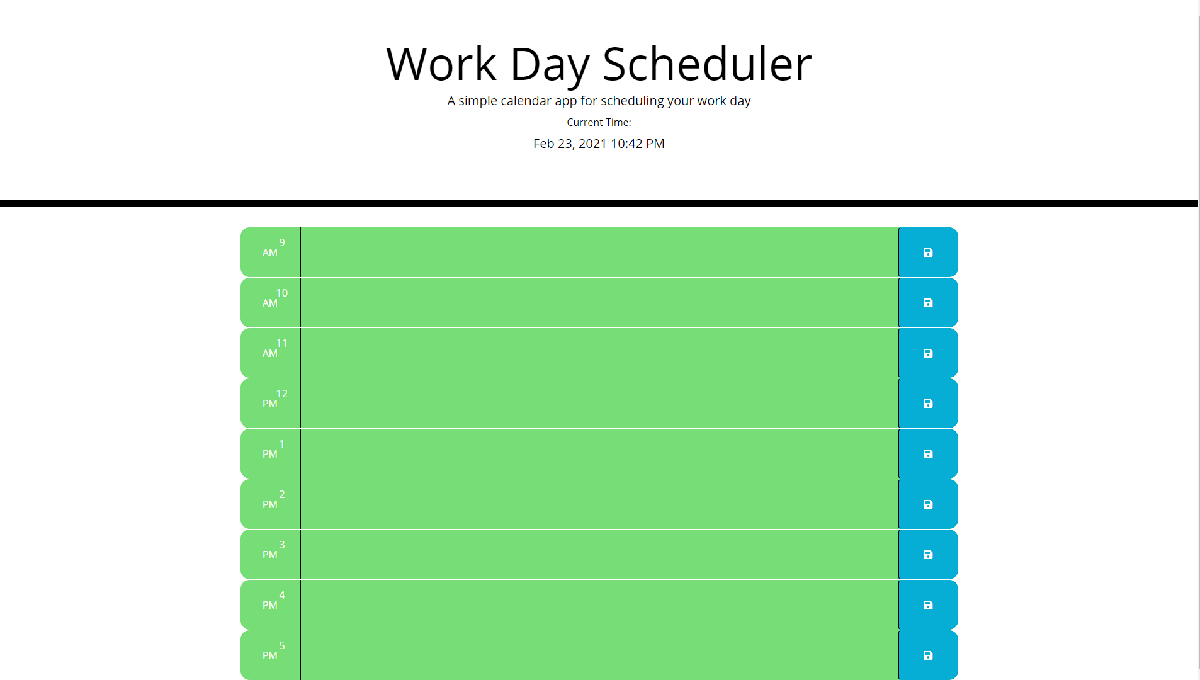 Work Day Scheduler
A simple calendar app for scheduling your work day
Current Time:
Feb 23, 2021 10:42 PM
9
AM
10
AM
11
AM
12
PM
1
PM
2
PM
3
PM
4
PM
5
PM